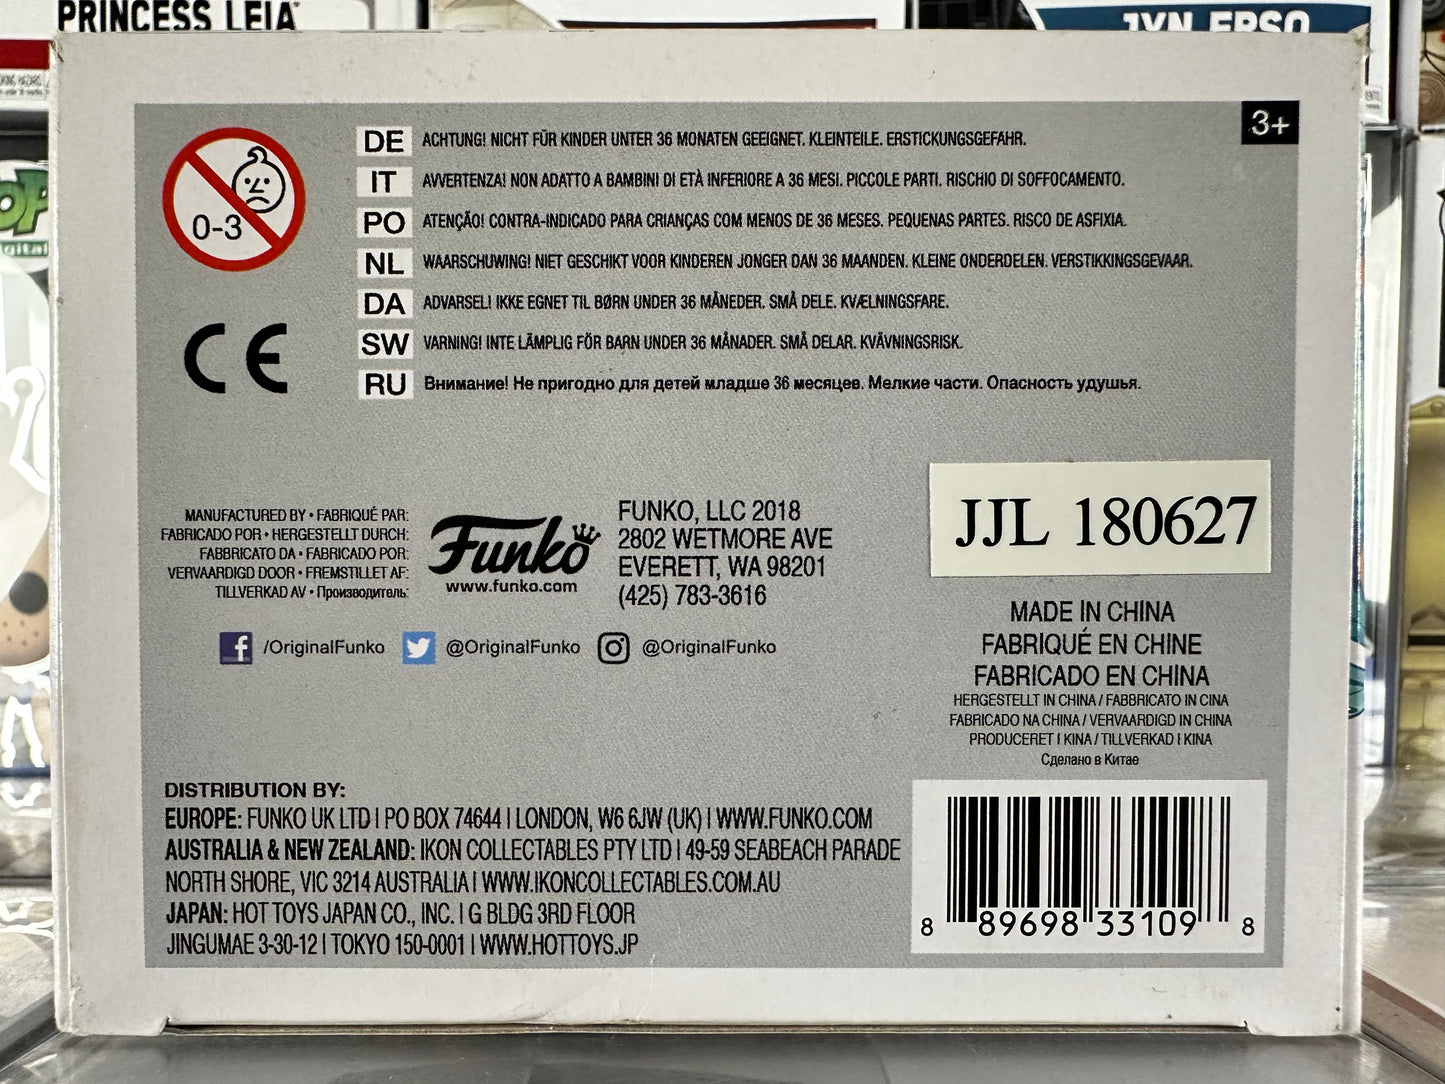 PRINCESS LEIA™
JYN ERSO
3+
0-3
DE ACHTUNG! NICHT FÜR KINDER UNTER 36 MONATEN GEEIGNET. KLEINTEILE. ERSTICKUNGSGEFAHR.
IT AVVERTENZA! NON ADATTO A BAMBINI DI ETÀ INFERIORE A 36 MESI. PICCOLE PARTI. RISCHIO DI SOFFOCAMENTO.
PO ATENÇÃO! CONTRA-INDICADO PARA CRIANÇAS COM MENOS DE 36 MESES. PEQUENAS PARTES. RISCO DE ASFIXIA.
NL WAARSCHUWING! NIET GESCHIKT VOOR KINDEREN JONGER DAN 36 MAANDEN. KLEINE ONDERDELEN. VERSTIKKINGSGEVAAR.
DA ADVARSEL! IKKE EGNET TIL BØRN UNDER 36 MÅNEDER. SMÅ DELE. KVÆLNINGSFARE.
SW VARNING! INTE LÄMPLIG FÖR BARN UNDER 36 MÅNADER. SMÅ DELAR. KVÄVNINGSRISK.
RU Внимание! Не пригодно для детей младше 36 месяцев. Мелкие части. Опасность удушья.
CE
MANUFACTURED BY • FABRIQUÉ PAR:
FABRICADO POR • HERGESTELLT DURCH:
FABBRICATO DA • FABRICADO POR:
VERVAARDIGD DOOR • FREMSTILLET AF:
TILLVERKAD AV • Производитель:
Funko
www.funko.com
FUNKO, LLC 2018
2802 WETMORE AVE
EVERETT, WA 98201
(425) 783-3616
/OriginalFunko @OriginalFunko @OriginalFunko
JJL 180627
MADE IN CHINA
FABRIQUÉ EN CHINE
FABRICADO EN CHINA
HERGESTELLT IN CHINA / FABBRICATO IN CINA
FABRICADO NA CHINA / VERVAARDIGD IN CHINA
PRODUCERET I KINA / TILLVERKAD I KINA
Сделано в Китае
DISTRIBUTION BY:
EUROPE: FUNKO UK LTD | PO BOX 74644 | LONDON, W6 6JW (UK) | WWW.FUNKO.COM
AUSTRALIA & NEW ZEALAND: IKON COLLECTABLES PTY LTD | 49-59 SEABEACH PARADE
NORTH SHORE, VIC 3214 AUSTRALIA | WWW.IKONCOLLECTABLES.COM.AU
JAPAN: HOT TOYS JAPAN CO., INC. | G BLDG 3RD FLOOR
JINGUMAE 3-30-12 | TOKYO 150-0001 | WWW.HOTTOYS.JP
8 89698 33109 8